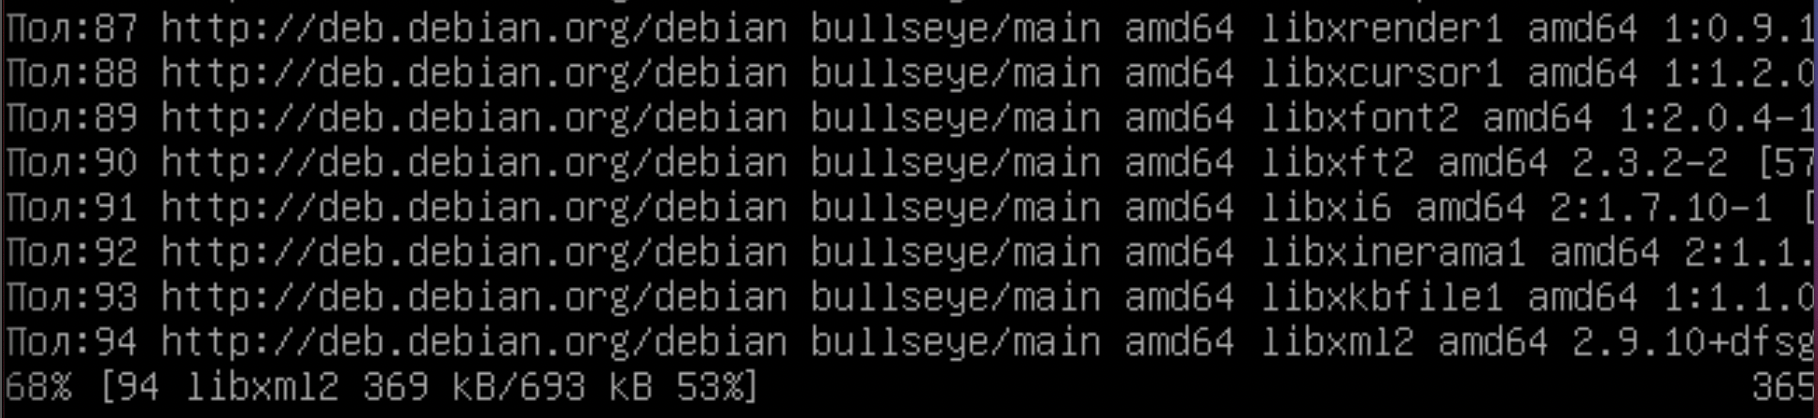 Пол:87 http://deb.debian.org/debian bullseye/main amd64 libxrender1 amd64 1:0.9.1
Пол:88 http://deb.debian.org/debian bullseye/main amd64 libxcursor1 amd64 1:1.2.0
Пол:89 http://deb.debian.org/debian bullseye/main amd64 libxfont2 amd64 1:2.0.4-1
Пол:90 http://deb.debian.org/debian bullseye/main amd64 libxft2 amd64 2.3.2-2 [57
Пол:91 http://deb.debian.org/debian bullseye/main amd64 libxi6 amd64 2:1.7.10-1 [
Пол:92 http://deb.debian.org/debian bullseye/main amd64 libxinerama1 amd64 2:1.1.
Пол:93 http://deb.debian.org/debian bullseye/main amd64 libxkbfile1 amd64 1:1.1.0
Пол:94 http://deb.debian.org/debian bullseye/main amd64 libxml2 amd64 2.9.10+dfsg
68% [94 libxml2 369 kB/693 kB 53%] 365